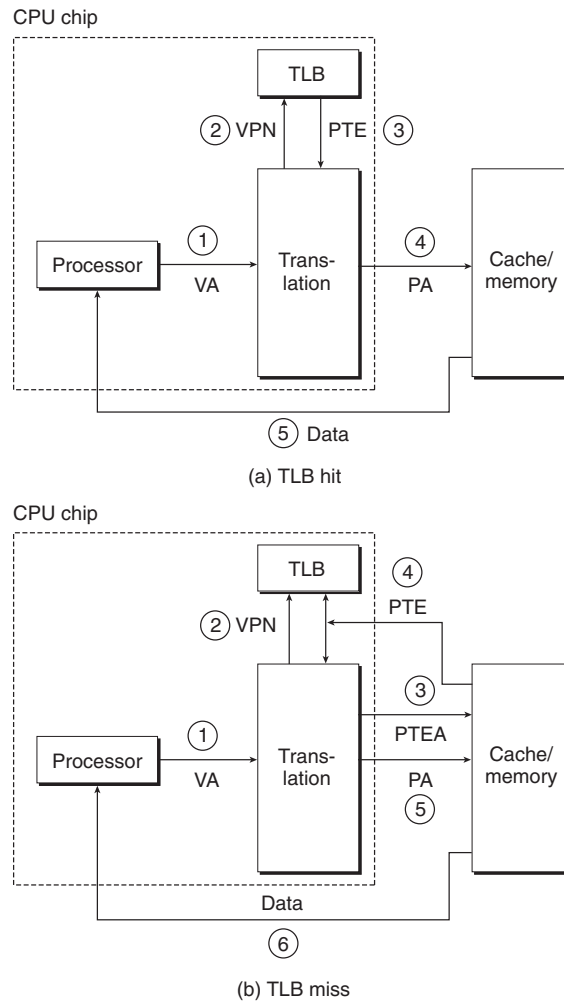 CPU chip
TLB
2 VPN PTE 3
Processor
1
VA
Trans-
lation
4
PA
Cache/
memory
5 Data
(a) TLB hit
CPU chip
TLB
4
PTE
2 VPN
3
PTEA
Processor
1
VA
Trans-
lation
PA
5
Cache/
memory
Data
6
(b) TLB miss